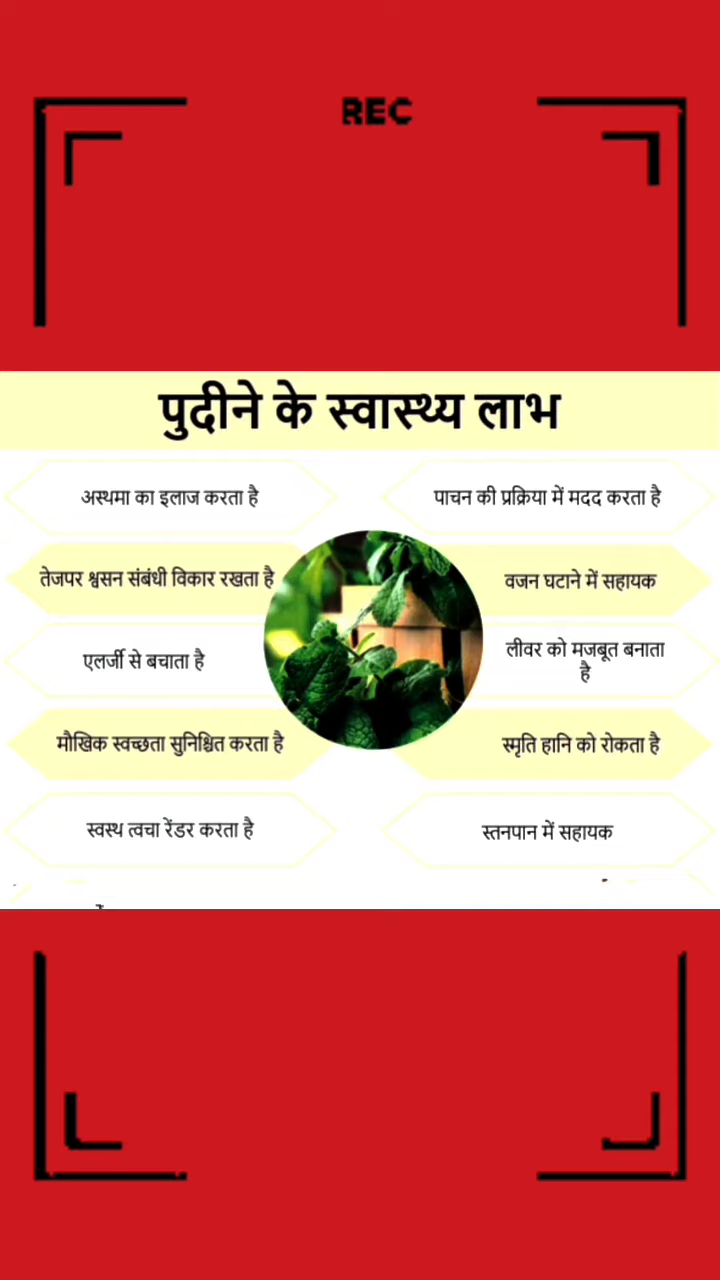 REC
पुदीने के स्वास्थ्य लाभ
अस्थमा का इलाज करता है
पाचन की प्रक्रिया में मदद करता है
तेजपर श्वसन संबंधी विकार रखता है
वजन घटाने में सहायक
एलर्जी से बचाता है
लीवर को मजबूत बनाता
है
मौखिक स्वच्छता सुनिश्चित करता है
स्मृति हानि को रोकता है
स्वस्थ त्वचा रेंडर करता है
स्तनपान में सहायक